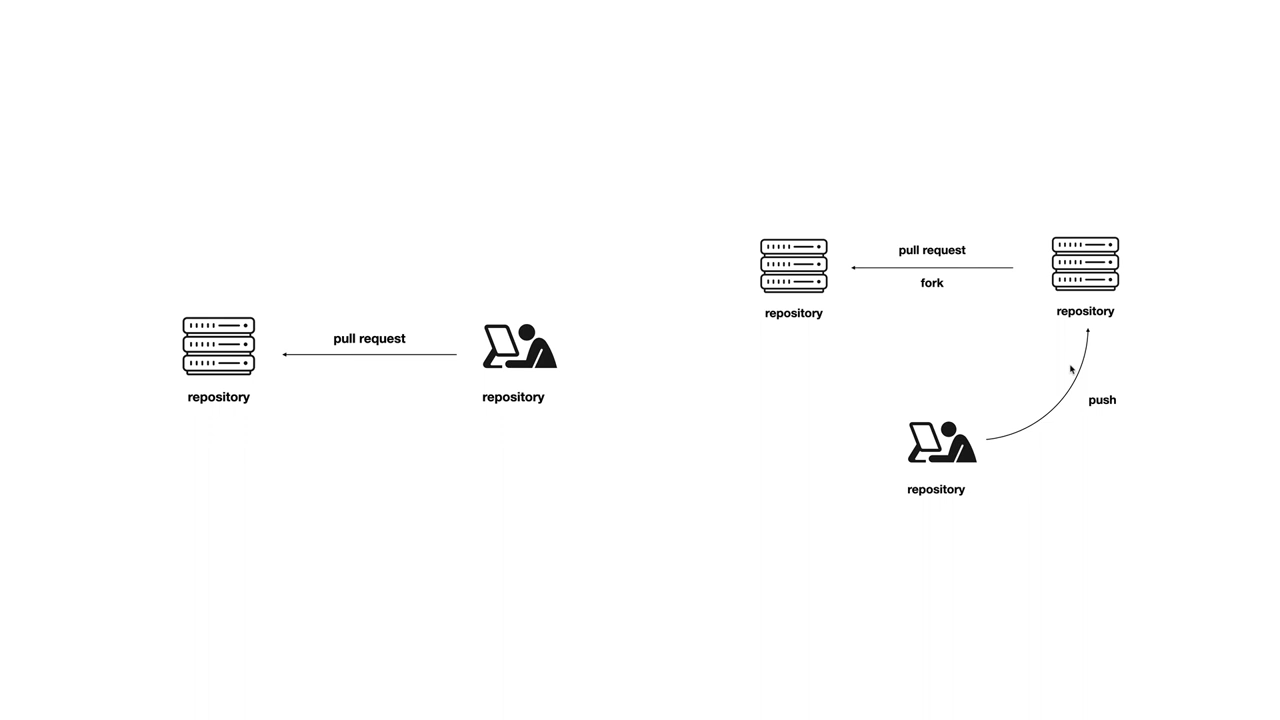 pull request
repository
repository
pull request
fork
repository
repository
push
repository